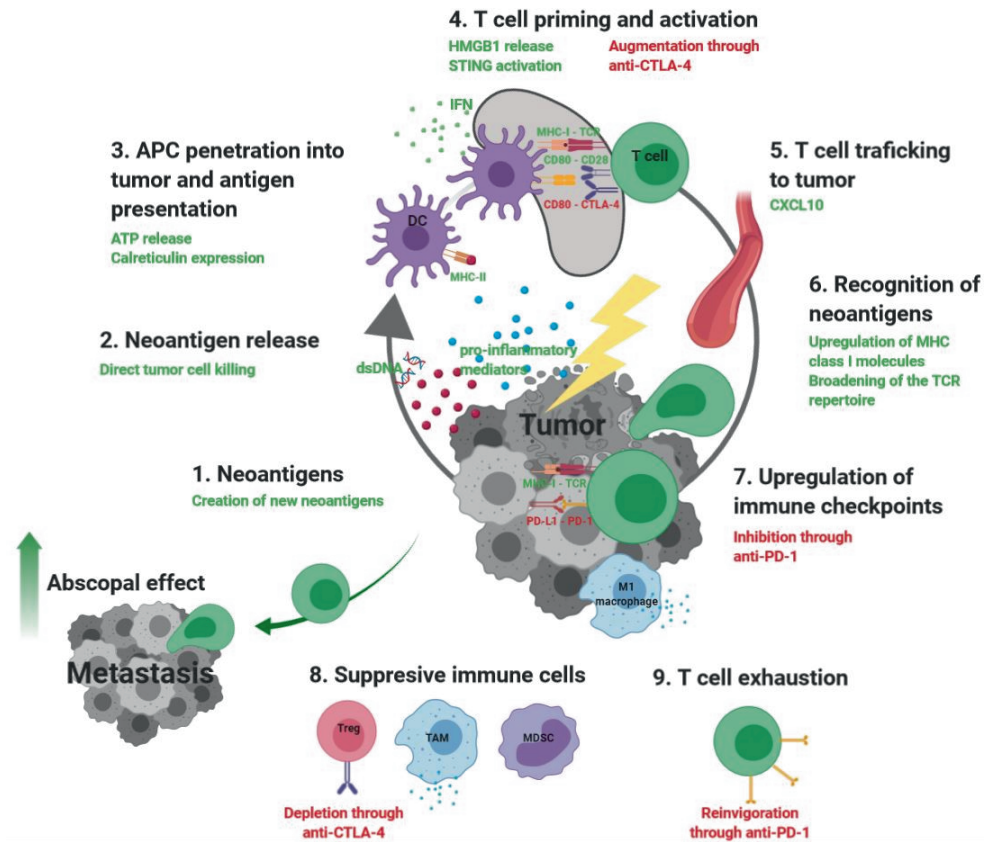 4. T cell priming and activation
HMGB1 release
STING activation
Augmentation through
anti-CTLA-4
IFN
MHC-I - TCR
CD80 - CD28
CD80 - CTLA-4
T cell
3. APC penetration into
tumor and antigen
presentation
ATP release
Calreticulin expression
DC
MHC-II
5. T cell traficking
to tumor
CXCL10
6. Recognition of
neoantigens
Upregulation of MHC
class I molecules
Broadening of the TCR
repertoire
2. Neoantigen release
Direct tumor cell killing
dsDNA
pro-inflammatory
mediators
Tumor
1. Neoantigens
Creation of new neoantigens
MHC-I - TCR
PD-L1 - PD-1
7. Upregulation of
immune checkpoints
Inhibition through
anti-PD-1
M1
macrophage
Abscopal effect
Metastasis
8. Suppresive immune cells
Treg
TAM
MDSC
Depletion through
anti-CTLA-4
9. T cell exhaustion
Reinvigoration
through anti-PD-1